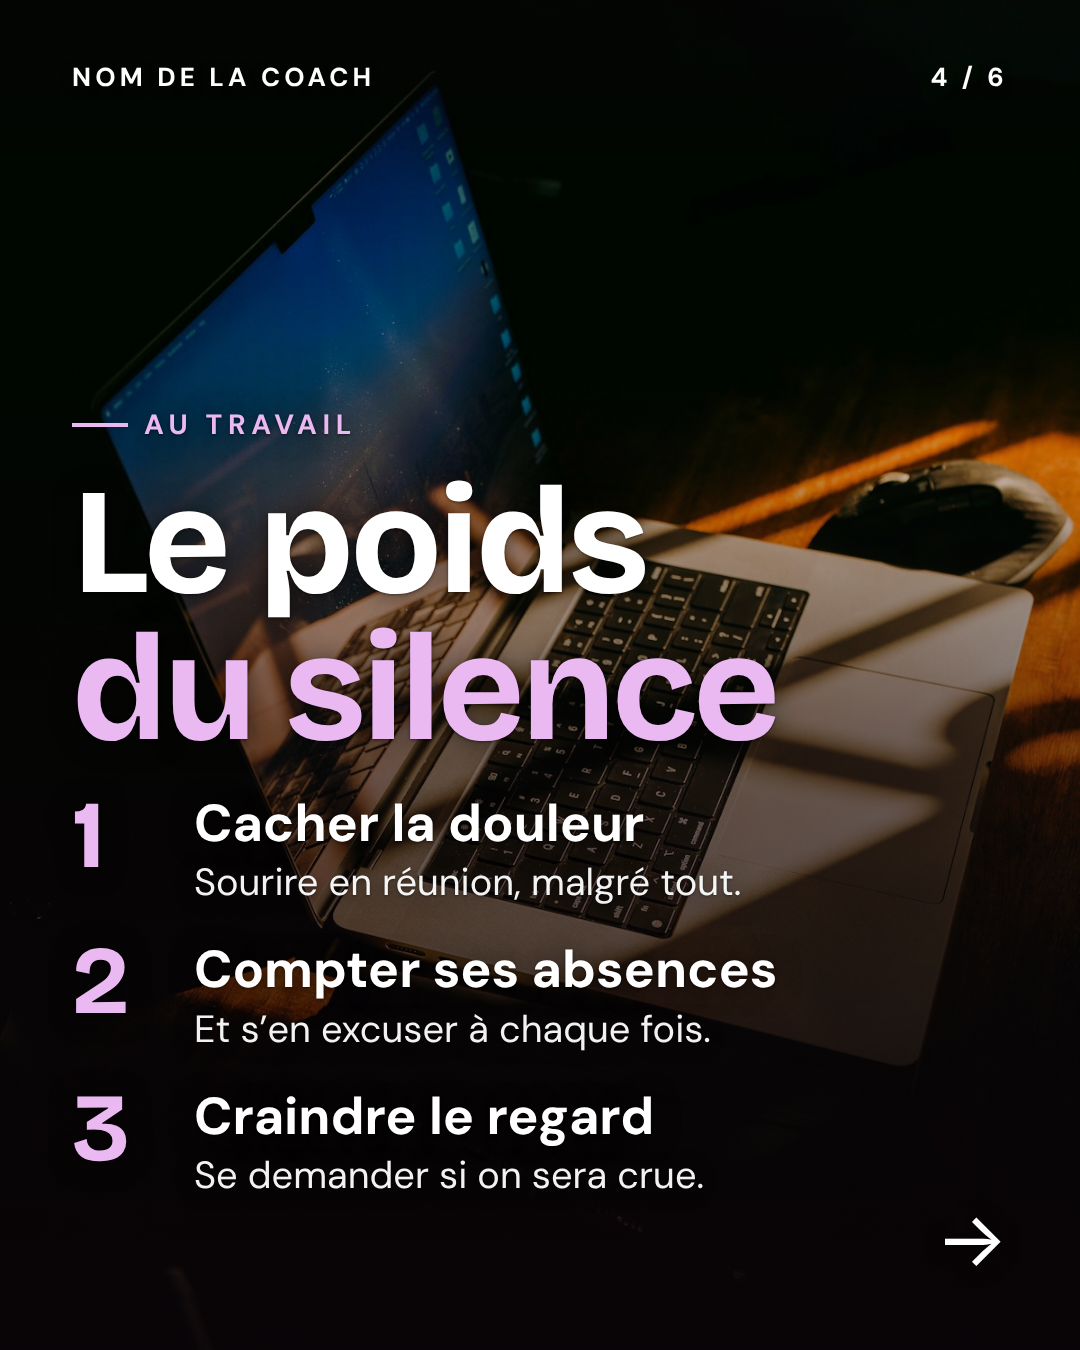 NOM DE LA COACH
4 / 6
AU TRAVAIL
Le poids
du silence
1
Cacher la douleur
Sourire en réunion, malgré tout.
2
Compter ses absences
Et s’en excuser à chaque fois.
3
Craindre le regard
Se demander si on sera crue.